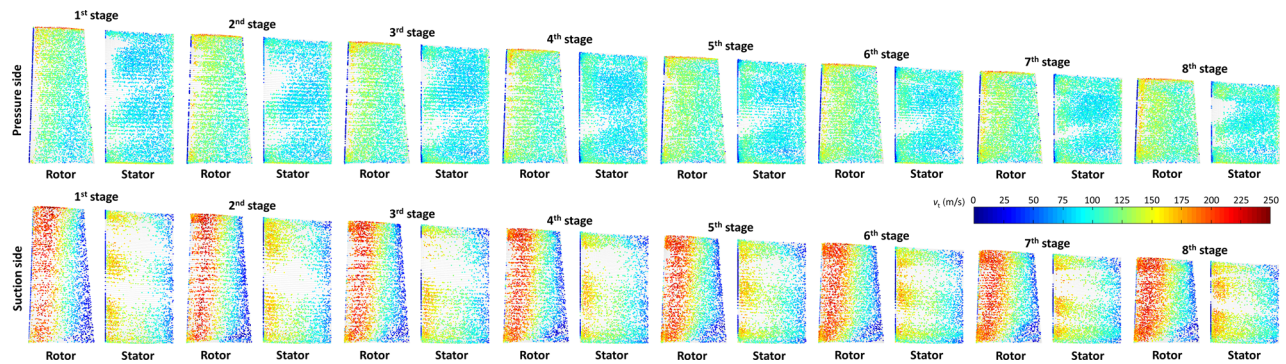 1st stage
2nd stage
3rd stage
4th stage
5th stage
6th stage
7th stage
8th stage
Pressure side
Rotor Stator Rotor Stator Rotor Stator Rotor Stator Rotor Stator Rotor Stator Rotor Stator Rotor Stator
1st stage
2nd stage
3rd stage
4th stage
5th stage
6th stage
7th stage
8th stage
vt (m/s) 0 25 50 75 100 125 150 175 200 225 250
Suction side
Rotor Stator Rotor Stator Rotor Stator Rotor Stator Rotor Stator Rotor Stator Rotor Stator Rotor Stator